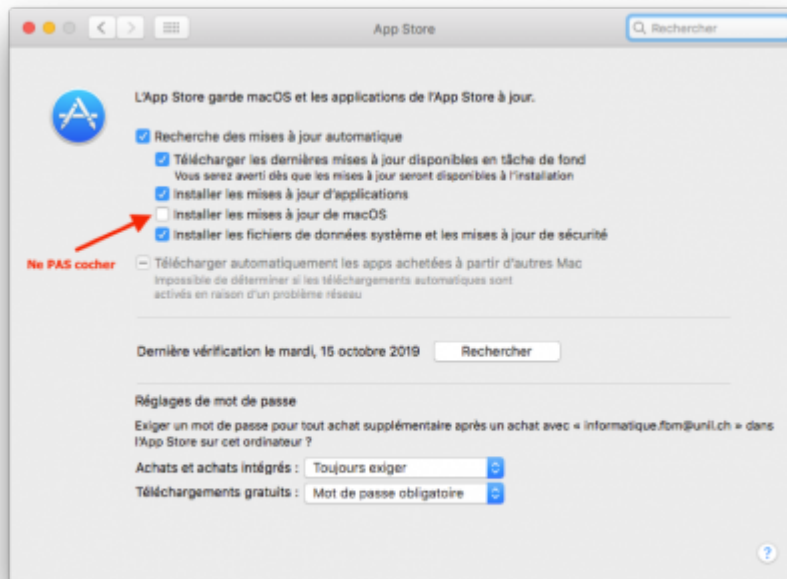 App Store
Rechercher
L'App Store garde macOS et les applications de l'App Store à jour.
Recherche des mises à jour automatique
Télécharger les dernières mises à jour disponibles en tâche de fond
Vous serez averti dès que les mises à jour seront disponibles à l'installation
Installer les mises à jour d'applications
Installer les mises à jour de macOS
Installer les fichiers de données système et les mises à jour de sécurité
Ne PAS cocher
Télécharger automatiquement les apps achetées à partir d'autres Mac
Impossible de déterminer si les téléchargements automatiques sont
activés en raison d'un problème réseau
Dernière vérification le mardi, 15 octobre 2019 Rechercher
Réglages de mot de passe
Exiger un mot de passe pour tout achat supplémentaire après un achat avec « informatique.fbm@unil.ch » dans
l'App Store sur cet ordinateur ?
Achats et achats intégrés : Toujours exiger
Téléchargements gratuits : Mot de passe obligatoire
?